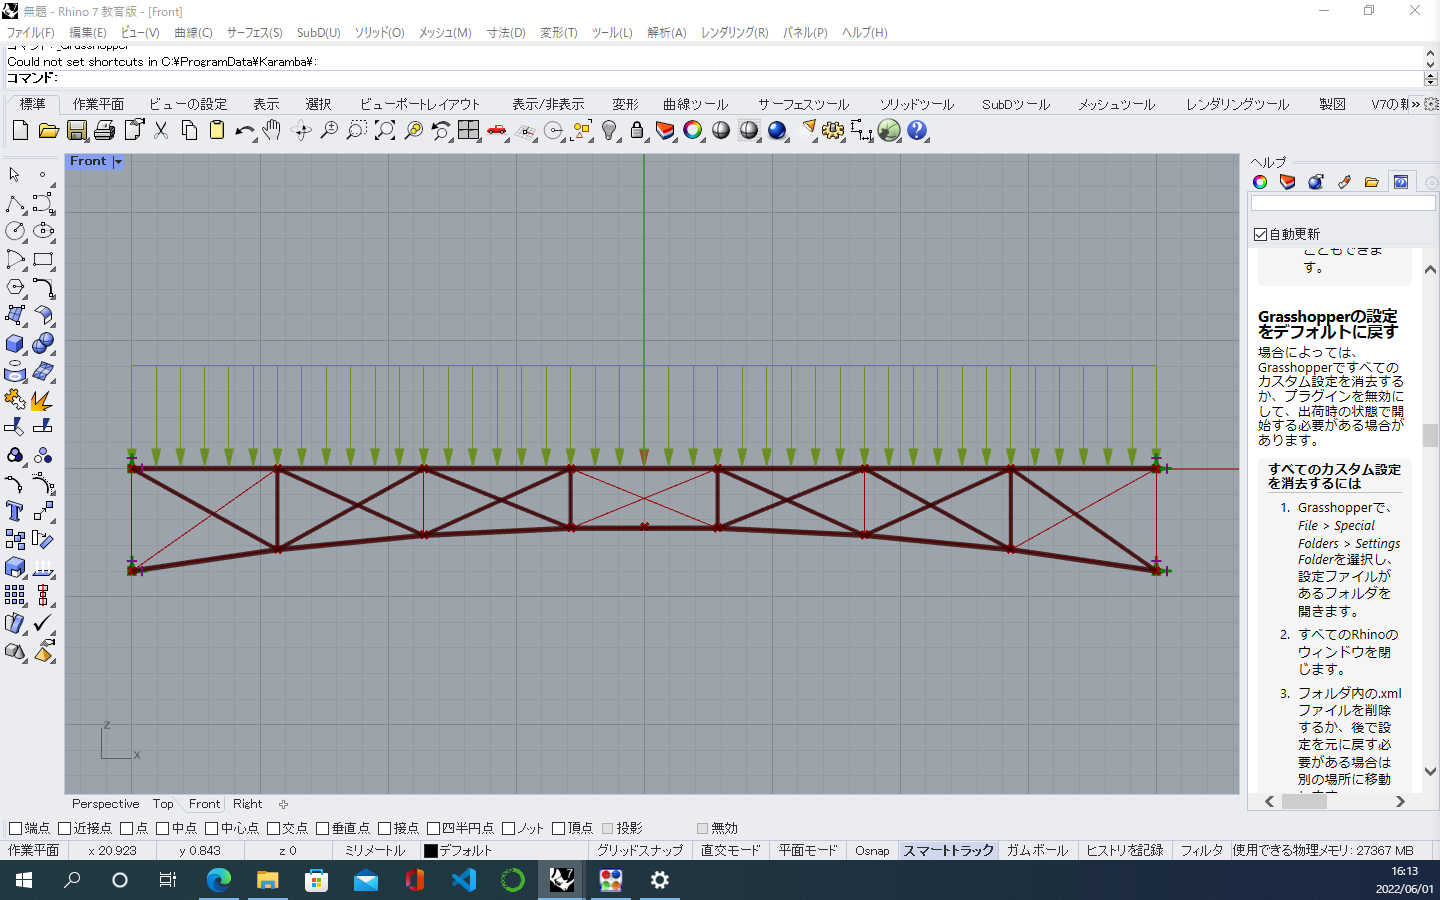 無題 - Rhino 7 教育版 - [Front]
ファイル(F) 編集(E) ビュー(V) 曲線(C) サーフェス(S) SubD(U) ソリッド(O) メッシュ(M) 寸法(D) 変形(T) ツール(L) 解析(A) レンダリング(R) パネル(P) ヘルプ(H)
コマンド: _Grasshopper
Could not set shortcuts in C:¥ProgramData¥Karamba¥:
コマンド:
標準 作業平面 ビューの設定 表示 選択 ビューポートレイアウト 表示/非表示 変形 曲線ツール サーフェスツール ソリッドツール SubDツール メッシュツール レンダリングツール 製図 V7の新
Front
z
x
ヘルプ
自動更新
こともできま
す。
Grasshopperの設定
をデフォルトに戻す
場合によっては、
Grasshopperですべての
カスタム設定を消去する
か、プラグインを無効に
して、出荷時の状態で開
始する必要がある場合が
あります。
すべてのカスタム設定
を消去するには
1. Grasshopperで、
File > Special
Folders > Settings
Folderを選択し、
設定ファイルが
あるフォルダを
開きます。
2. すべてのRhinoの
ウィンドウを閉
じます。
3. フォルダ内の.xml
ファイルを削除
するか、後で設
定を元に戻す必
要がある場合は
別の場所に移動
Perspective Top Front Right
端点 近接点 点 中点 中心点 交点 垂直点 接点 四半円点 ノット 頂点 投影 無効
作業平面 x 20.923 y 0.843 z 0 ミリメートル デフォルト グリッドスナップ 直交モード 平面モード Osnap スマートトラック ガムボール ヒストリを記録 フィルタ 使用できる物理メモリ: 27367 MB
16:13
2022/06/01